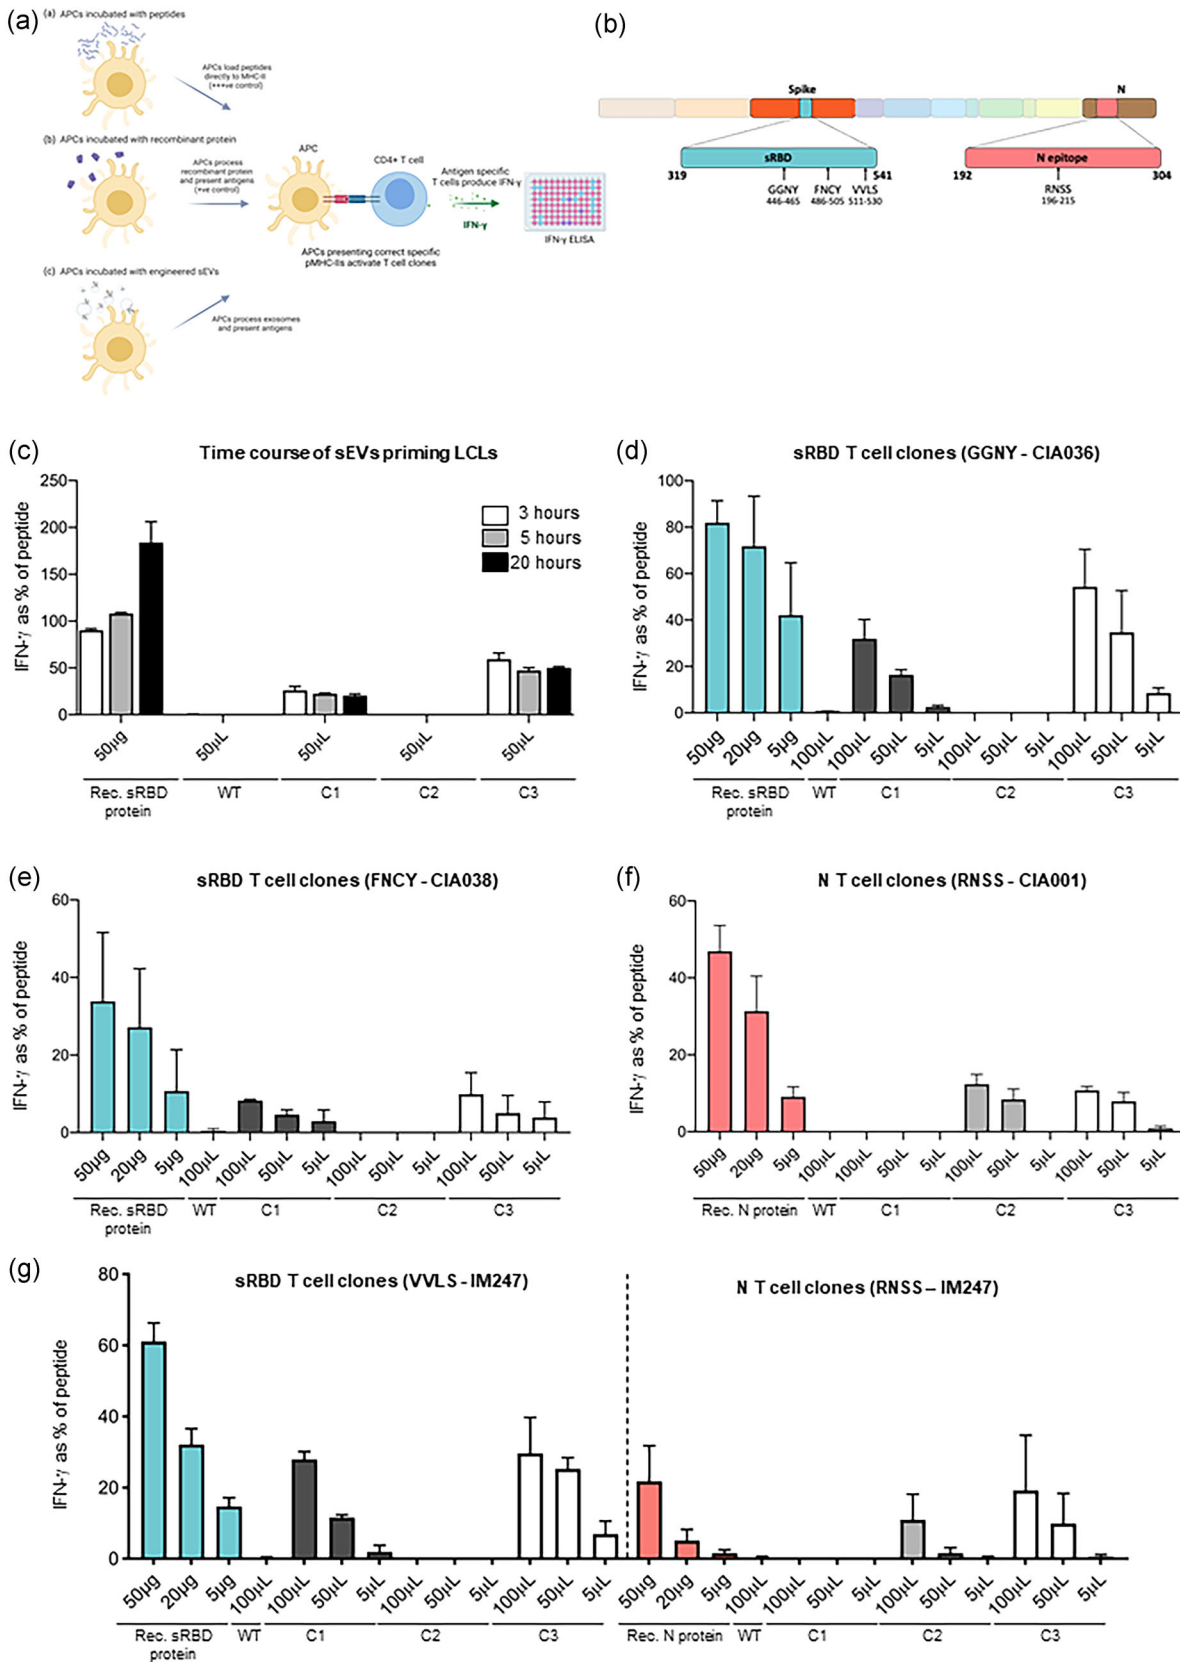 (a)
(a) APCs incubated with peptides
APCs load peptides
directly to MHC-II
(+++ve control)
(b) APCs incubated with recombinant protein
APCs process
recombinant protein
and present antigens
(+ve control)
APC
CD4+ T cell
Antigen specific
T cells produce IFN-γ
IFN-γ
IFN-γ ELISA
APCs presenting correct specific
pMHC-IIs activate T cell clones
(c) APCs incubated with engineered sEVs
APCs process exosomes
and present antigens
(b)
Spike
N
sRBD
N epitope
319
541
192
304
GGNY
446-465
FNCY
486-505
VVLS
511-530
RNSS
196-215
(c)
Time course of sEVs priming LCLs
IFN-γ as % of peptide
250
200
150
100
50
0
3 hours
5 hours
20 hours
50μg
50μL
50μL
50μL
50μL
Rec. sRBD
protein
WT
C1
C2
C3
(d)
sRBD T cell clones (GGNY - CIA036)
IFN-γ as % of peptide
100
80
60
40
20
0
50μg
20μg
5μg
100μL
100μL
50μL
5μL
100μL
50μL
5μL
100μL
50μL
5μL
Rec. sRBD
protein
WT
C1
C2
C3
(e)
sRBD T cell clones (FNCY - CIA038)
IFN-γ as % of peptide
60
40
20
0
50μg
20μg
5μg
100μL
100μL
50μL
5μL
100μL
50μL
5μL
100μL
50μL
5μL
Rec. sRBD
protein
WT
C1
C2
C3
(f)
N T cell clones (RNSS - CIA001)
IFN-γ as % of peptide
60
40
20
0
50μg
20μg
5μg
100μL
100μL
50μL
5μL
100μL
50μL
5μL
100μL
50μL
5μL
Rec. N protein
WT
C1
C2
C3
(g)
sRBD T cell clones (VVLS - IM247)
N T cell clones (RNSS – IM247)
IFN-γ as % of peptide
80
60
40
20
0
50μg
20μg
5μg
100μL
100μL
50μL
5μL
100μL
50μL
5μL
100μL
50μL
5μL
50μg
20μg
5μg
100μL
100μL
50μL
5μL
100μL
50μL
5μL
100μL
50μL
5μL
Rec. sRBD
protein
WT
C1
C2
C3
Rec. N protein
WT
C1
C2
C3